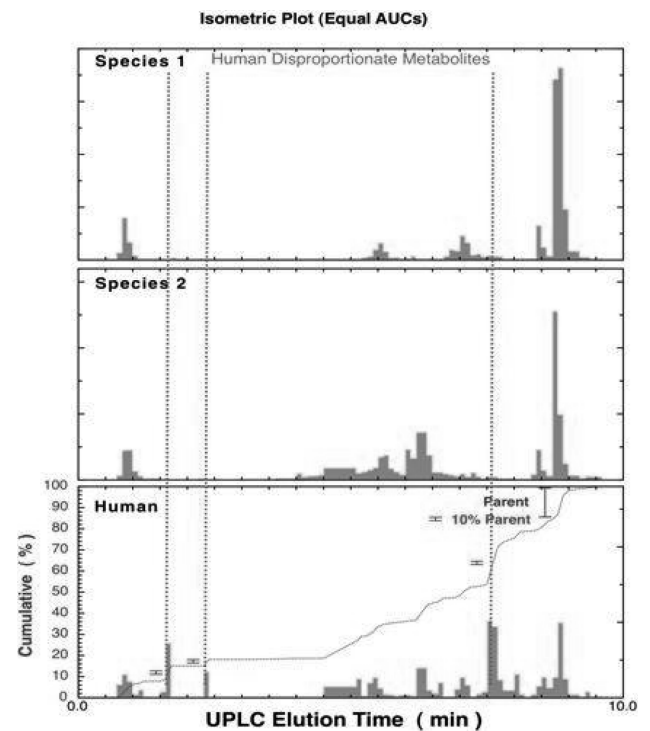 Isometric Plot (Equal AUCs)
Species 1
Human Disproportionate Metabolites
Species 2
Human
Parent
10% Parent
100
90
80
70
60
50
40
30
20
10
0
Cumulative (%)
0.0
10.0
UPLC Elution Time (min)